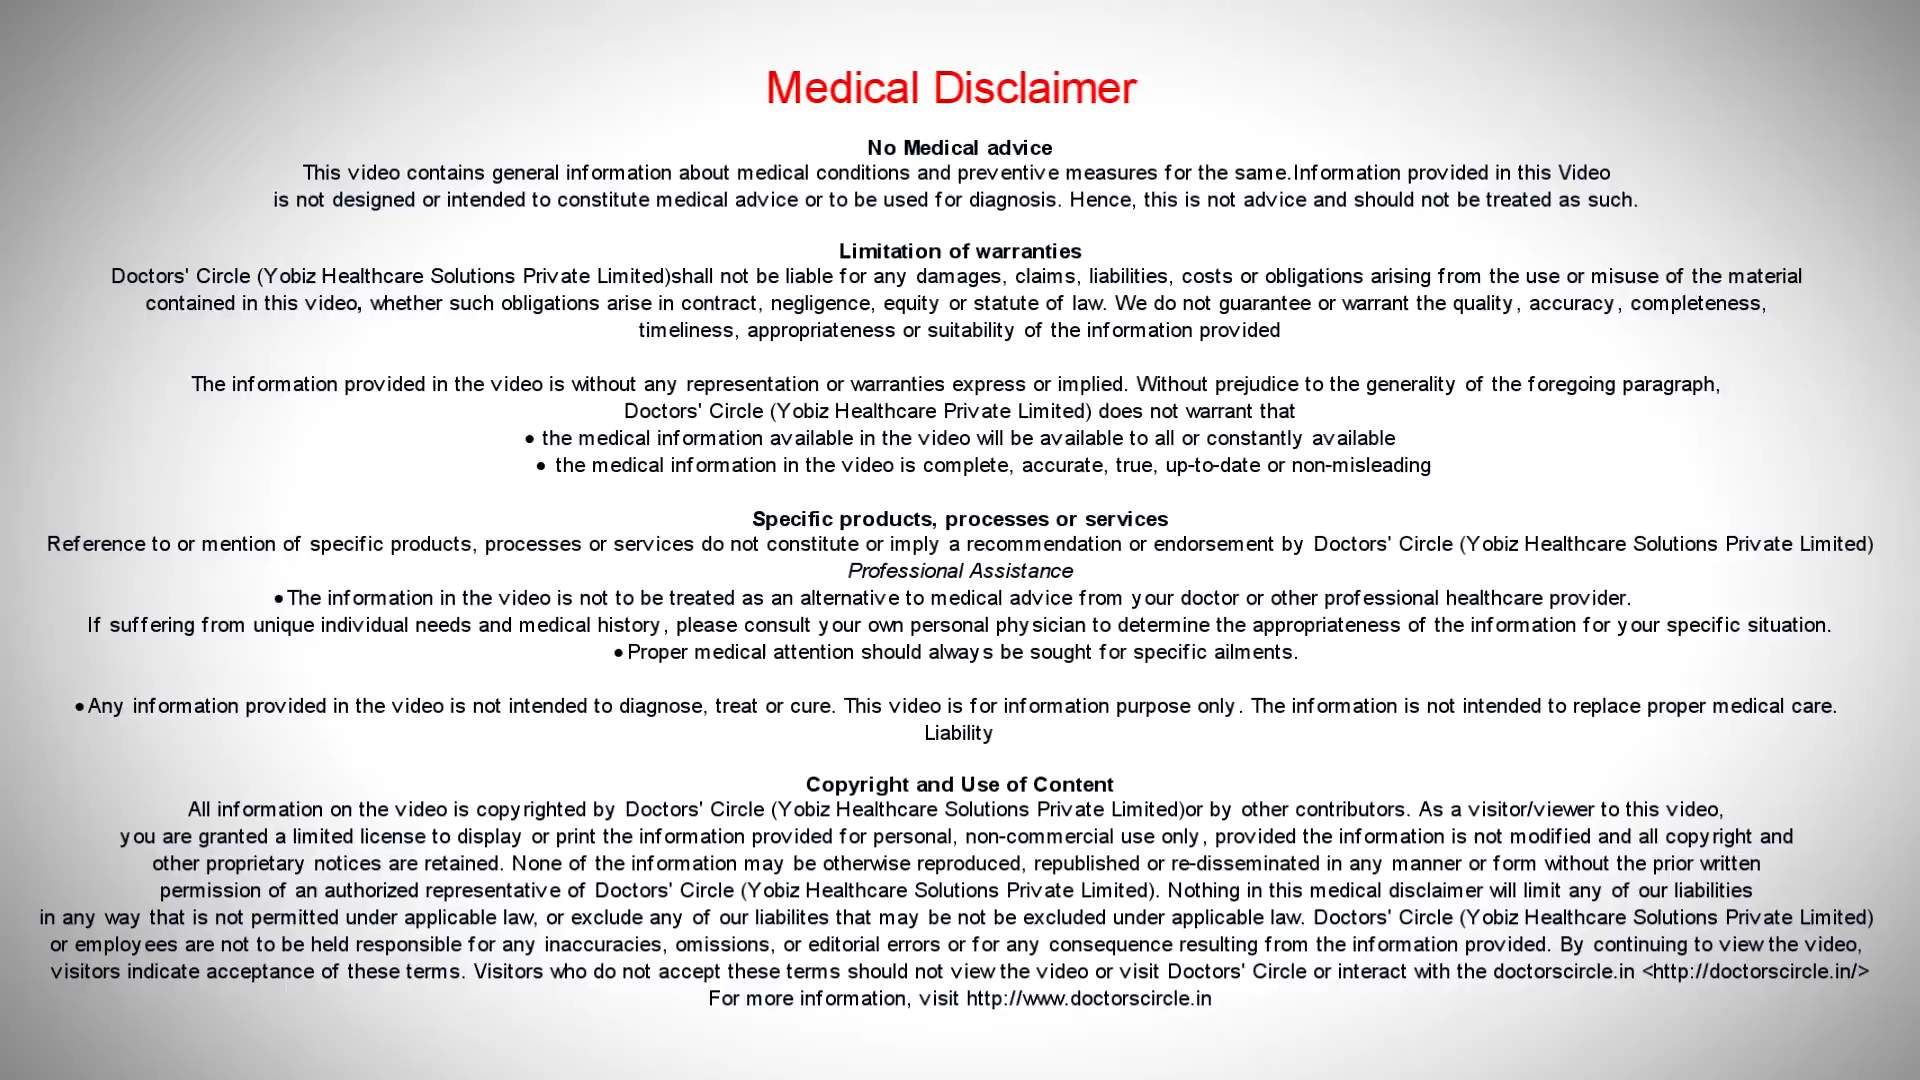 Medical Disclaimer
No Medical advice
This video contains general information about medical conditions and preventive measures for the same.Information provided in this Video
is not designed or intended to constitute medical advice or to be used for diagnosis. Hence, this is not advice and should not be treated as such.
Limitation of warranties
Doctors' Circle (Yobiz Healthcare Solutions Private Limited)shall not be liable for any damages, claims, liabilities, costs or obligations arising from the use or misuse of the material
contained in this video, whether such obligations arise in contract, negligence, equity or statute of law. We do not guarantee or warrant the quality, accuracy, completeness,
timeliness, appropriateness or suitability of the information provided
The information provided in the video is without any representation or warranties express or implied. Without prejudice to the generality of the foregoing paragraph,
Doctors' Circle (Yobiz Healthcare Private Limited) does not warrant that
• the medical information available in the video will be available to all or constantly available
• the medical information in the video is complete, accurate, true, up-to-date or non-misleading
Specific products, processes or services
Reference to or mention of specific products, processes or services do not constitute or imply a recommendation or endorsement by Doctors' Circle (Yobiz Healthcare Solutions Private Limited)
Professional Assistance
•The information in the video is not to be treated as an alternative to medical advice from your doctor or other professional healthcare provider.
If suffering from unique individual needs and medical history, please consult your own personal physician to determine the appropriateness of the information for your specific situation.
•Proper medical attention should always be sought for specific ailments.
•Any information provided in the video is not intended to diagnose, treat or cure. This video is for information purpose only. The information is not intended to replace proper medical care.
Liability
Copyright and Use of Content
All information on the video is copyrighted by Doctors' Circle (Yobiz Healthcare Solutions Private Limited)or by other contributors. As a visitor/viewer to this video,
you are granted a limited license to display or print the information provided for personal, non-commercial use only, provided the information is not modified and all copyright and
other proprietary notices are retained. None of the information may be otherwise reproduced, republished or re-disseminated in any manner or form without the prior written
permission of an authorized representative of Doctors' Circle (Yobiz Healthcare Solutions Private Limited). Nothing in this medical disclaimer will limit any of our liabilities
in any way that is not permitted under applicable law, or exclude any of our liabilites that may be not be excluded under applicable law. Doctors' Circle (Yobiz Healthcare Solutions Private Limited)
or employees are not to be held responsible for any inaccuracies, omissions, or editorial errors or for any consequence resulting from the information provided. By continuing to view the video,
visitors indicate acceptance of these terms. Visitors who do not accept these terms should not view the video or visit Doctors' Circle or interact with the doctorscircle.in <http://doctorscircle.in/>
For more information, visit http://www.doctorscircle.in